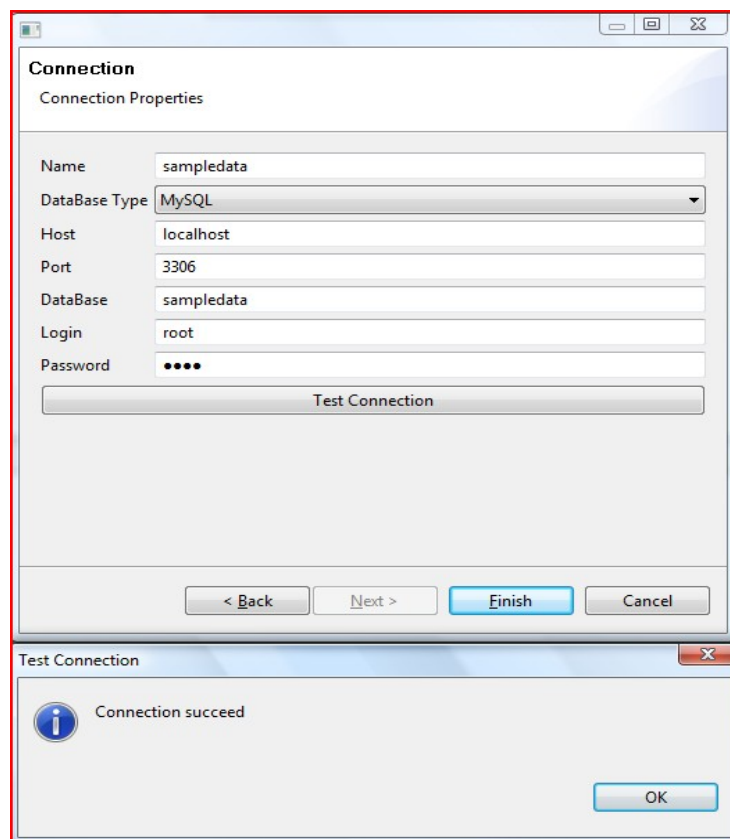 Connection
Connection Properties
Name sampledata
DataBase Type MySQL
Host localhost
Port 3306
DataBase sampledata
Login root
Password ●●●●
Test Connection
< Back Next > Finish Cancel
Test Connection
Connection succeed
OK